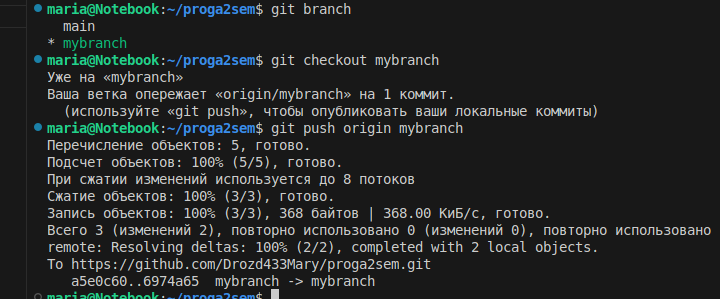 maria@Notebook:~/proga2sem$ git branch
main
* mybranch
maria@Notebook:~/proga2sem$ git checkout mybranch
Уже на «mybranch»
Ваша ветка опережает «origin/mybranch» на 1 коммит.
(используйте «git push», чтобы опубликовать ваши локальные коммиты)
maria@Notebook:~/proga2sem$ git push origin mybranch
Перечисление объектов: 5, готово.
Подсчет объектов: 100% (5/5), готово.
При сжатии изменений используется до 8 потоков
Сжатие объектов: 100% (3/3), готово.
Запись объектов: 100% (3/3), 368 байтов | 368.00 КиБ/с, готово.
Всего 3 (изменений 2), повторно использовано 0 (изменений 0), повторно использовано
remote: Resolving deltas: 100% (2/2), completed with 2 local objects.
To https://github.com/Drozd433Mary/proga2sem.git
a5e0c60..6974a65  mybranch -> mybranch
maria@Notebook:~/proga2sem$